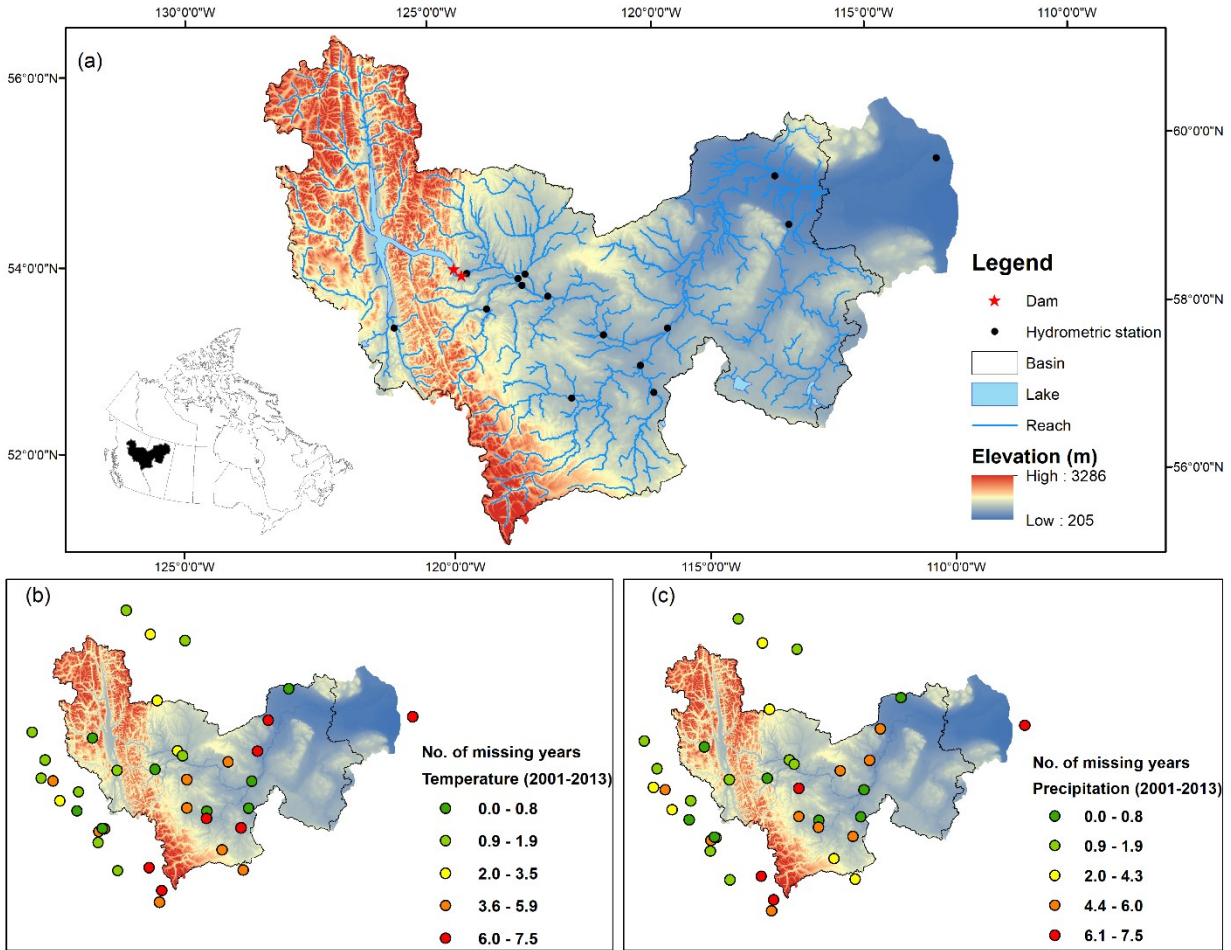 130°0'0"W 125°0'0"W 120°0'0"W 115°0'0"W 110°0'0"W
(a)
56°0'0"N
60°0'0"N
54°0'0"N
58°0'0"N
52°0'0"N
56°0'0"N
Legend
Dam
Hydrometric station
Basin
Lake
Reach
Elevation (m)
High : 3286
Low : 205
125°0'0"W 120°0'0"W 115°0'0"W 110°0'0"W
(b)
No. of missing years
Temperature (2001-2013)
0.0 - 0.8
0.9 - 1.9
2.0 - 3.5
3.6 - 5.9
6.0 - 7.5
(c)
No. of missing years
Precipitation (2001-2013)
0.0 - 0.8
0.9 - 1.9
2.0 - 4.3
4.4 - 6.0
6.1 - 7.5